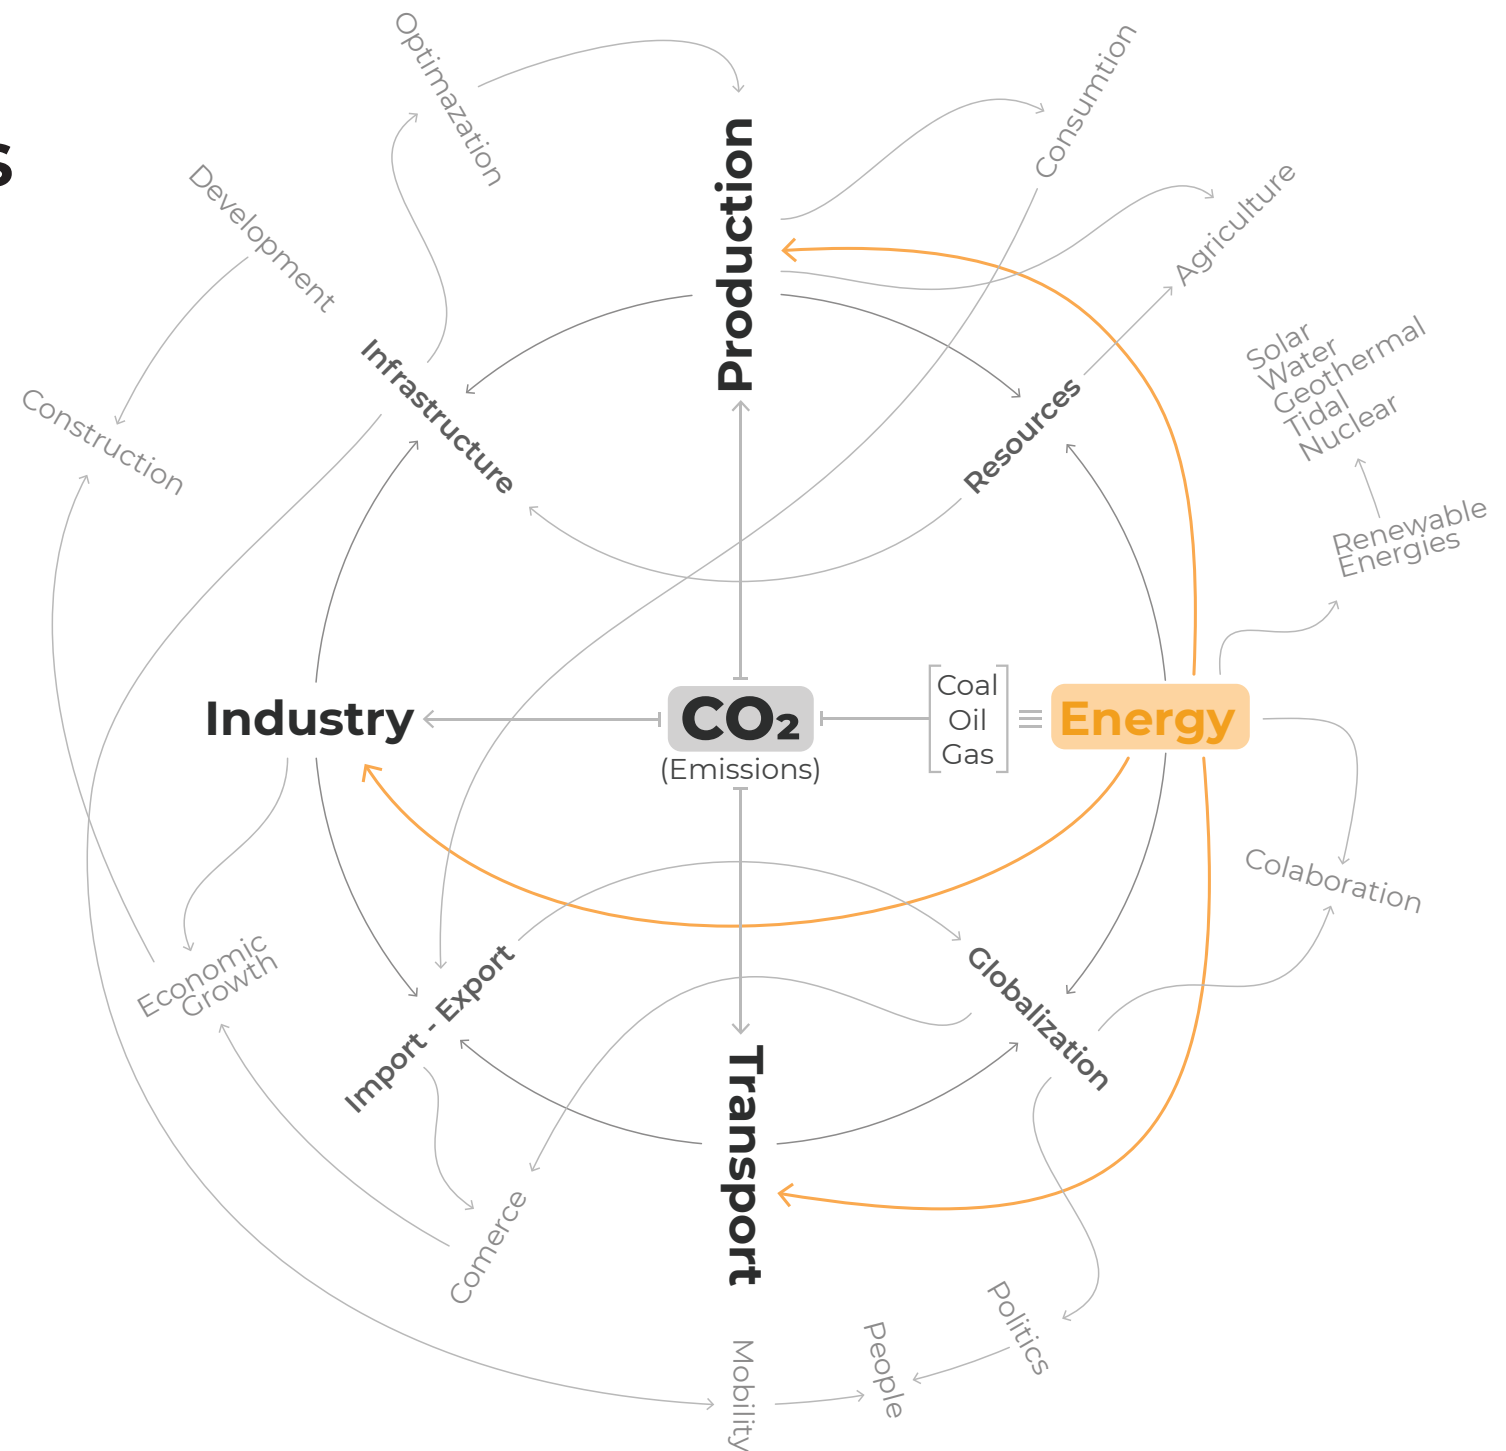 s
Optimazation
Consumtion
Production
Development
Agriculture
Infrastructure
Resources
Solar
Water
Geothermal
Tidal
Nuclear
Construction
Renewable
Energies
Industry
CO₂
(Emissions)
Coal
Oil
Gas
Energy
Colaboration
Economic
Growth
Import - Export
Globalization
Transport
Comerce
Politics
People
Mobility